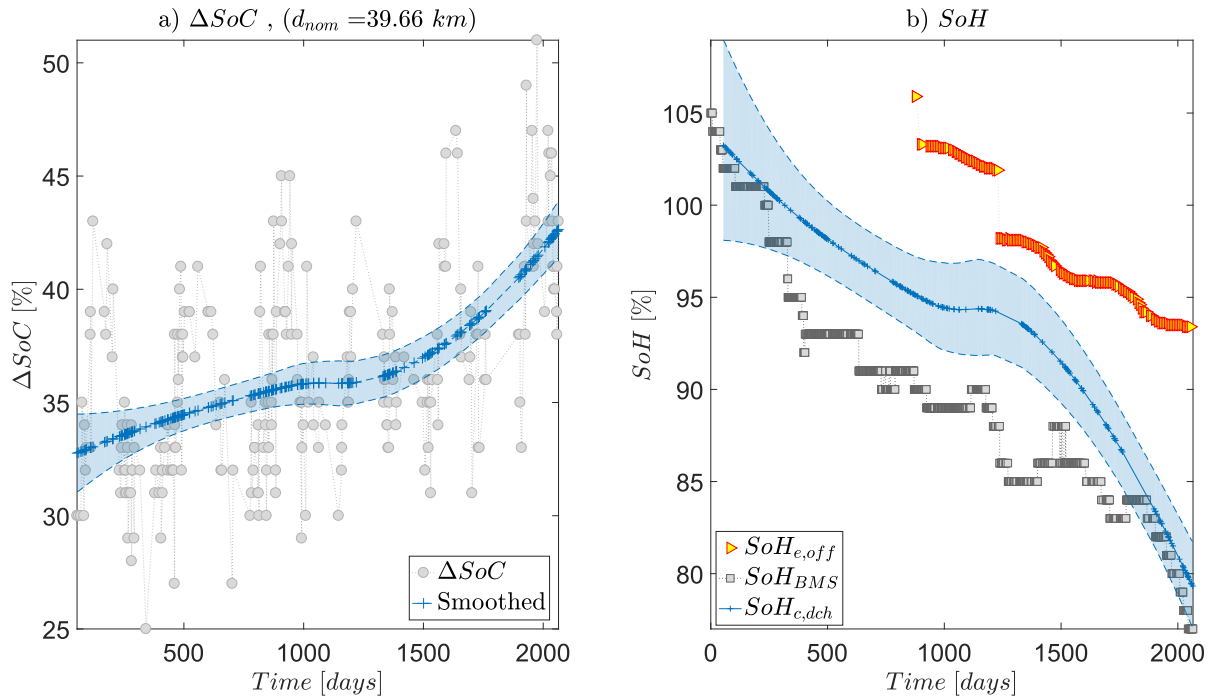 a) ΔSoC , (d_nom =39.66 km)
50
45
40
35
30
25
ΔSoC [%]
500
1000
1500
2000
Time [days]
ΔSoC
Smoothed
b) SoH
105
100
95
90
85
80
SoH [%]
0
500
1000
1500
2000
Time [days]
SoH_e,off
SoH_BMS
SoH_c,dch